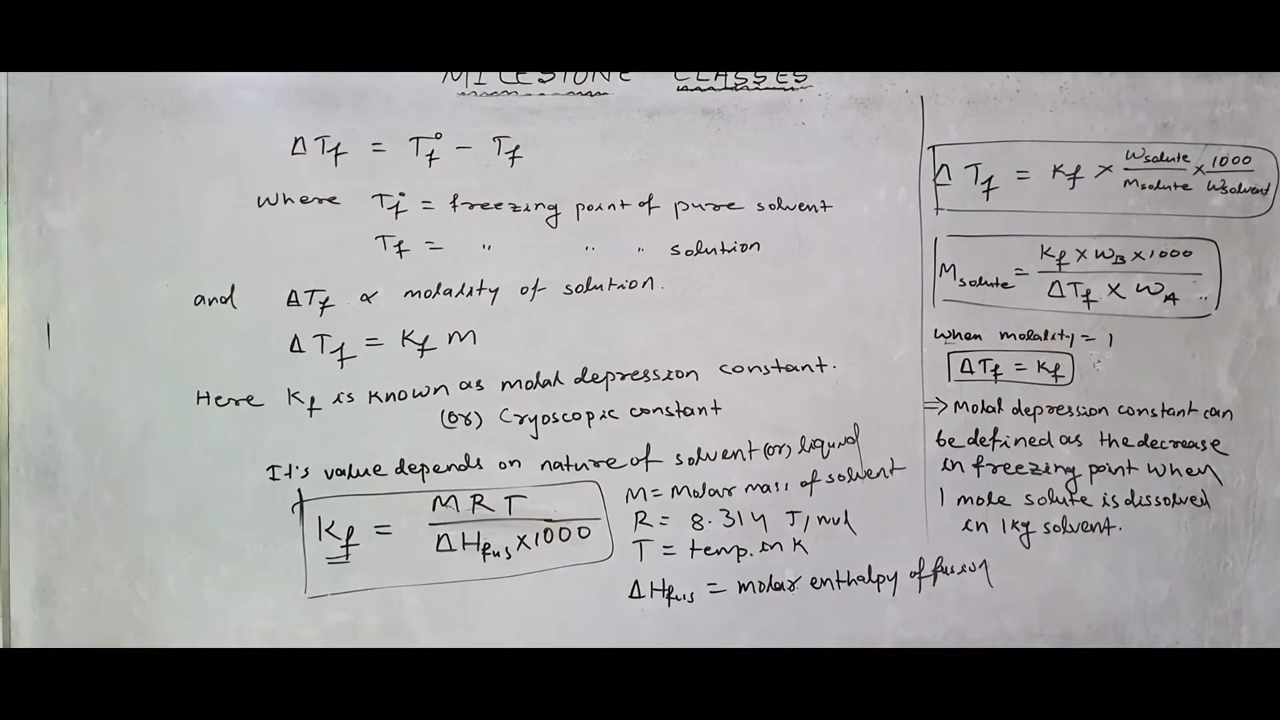 MILESTONE CLASSES
ΔTf = Tf° - Tf
Where Tf° = freezing point of pure solvent
Tf = " " " solution
and ΔTf ∝ molality of solution.
ΔTf = Kf m
Here Kf is known as molal depression constant.
(or) Cryoscopic constant
It's value depends on nature of solvent (or) liquid
Kf = MRT / ΔHfus × 1000
M = Molar mass of solvent
R = 8.314 J/mol
T = temp. in K
ΔHfus = molar enthalpy of fusion
ΔTf = Kf × Wsolute / Msolute × 1000 / Wsolvent
Msolute = Kf × WB × 1000 / ΔTf × WA
When molality = 1
ΔTf = Kf
⇒ Molal depression constant can
be defined as the decrease
in freezing point when
1 mole solute is dissolved
in 1kg solvent.